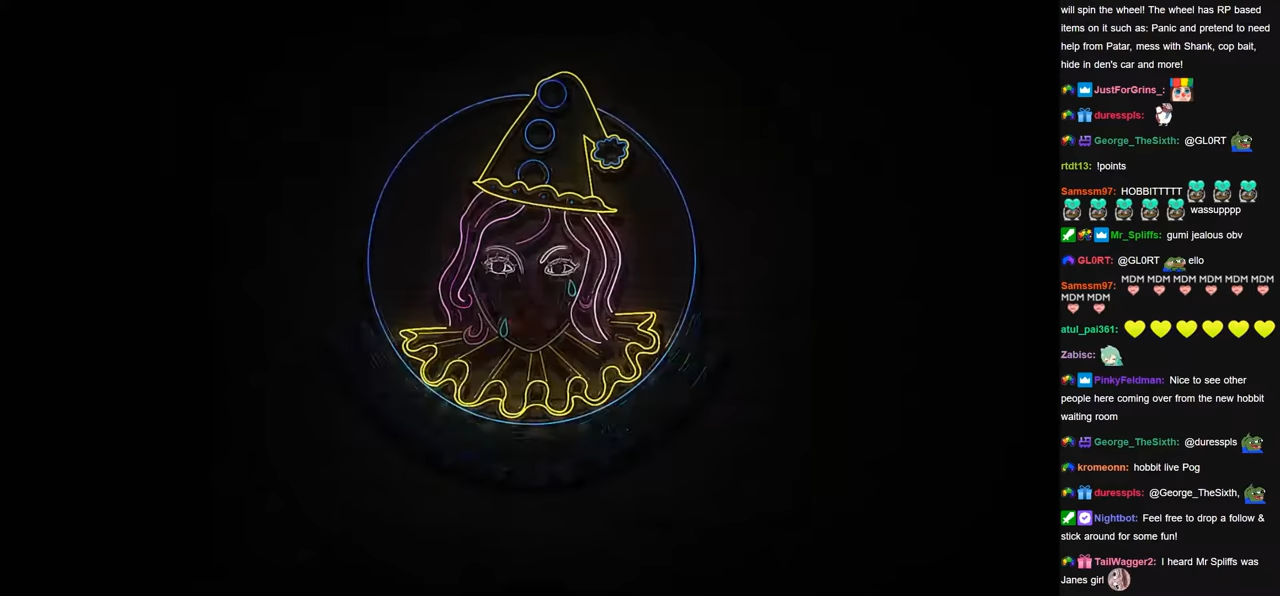 will spin the wheel! The wheel has RP based
items on it such as: Panic and pretend to need
help from Patar, mess with Shank, cop bait,
hide in den's car and more!
JustForGrins_:
duresspls:
George_TheSixth: @GL0RT
rtdt13: !points
Samssm97: HOBBITTTTT
wassupppp
Mr_Spliffs: gumi jealous obv
GL0RT: @GL0RT ello
Samssm97: MDM MDM MDM MDM MDM MDM
MDM MDM
atul_pai361:
Zabisc:
PinkyFeldman: Nice to see other
people here coming over from the new hobbit
waiting room
George_TheSixth: @duresspls
kromeonn: hobbit live Pog
duresspls: @George_TheSixth,
Nightbot: Feel free to drop a follow &
stick around for some fun!
TailWagger2: I heard Mr Spliffs was
Janes girl